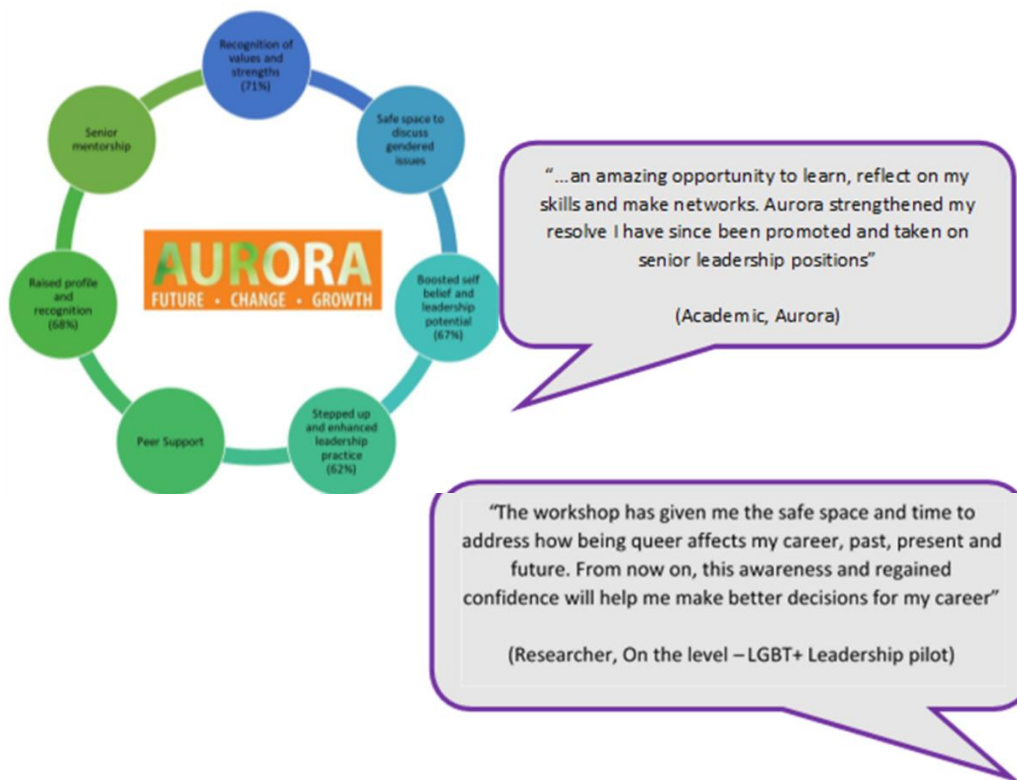 Recognition of
values and
strengths
(71%)
Safe space to
discuss
gendered
issues
Boosted self
belief and
leadership
potential
(67%)
Stepped up
and enhanced
leadership
practice
(62%)
Peer Support
Raised profile
and
recognition
(68%)
Senior
mentorship
AURORA
FUTURE • CHANGE • GROWTH
“...an amazing opportunity to learn, reflect on my
skills and make networks. Aurora strengthened my
resolve I have since been promoted and taken on
senior leadership positions”
(Academic, Aurora)
“The workshop has given me the safe space and time to
address how being queer affects my career, past, present and
future. From now on, this awareness and regained
confidence will help me make better decisions for my career”
(Researcher, On the level – LGBT+ Leadership pilot)